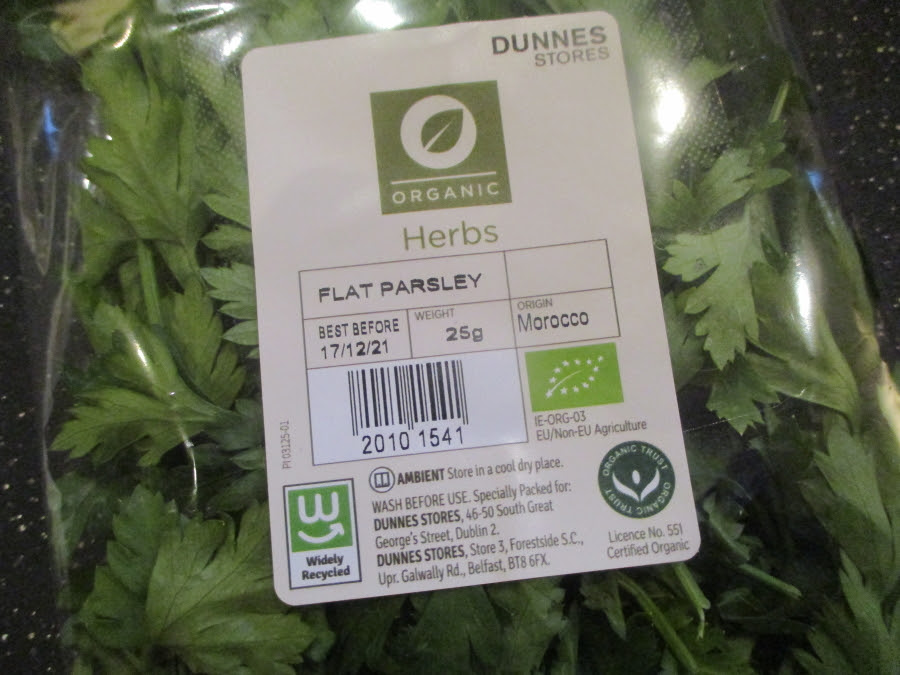 DUNNES
STORES
ORGANIC
Herbs
FLAT PARSLEY
BEST BEFORE
17/12/21
WEIGHT
25g
ORIGIN
Morocco
2010 1541
IE-ORG-03
EU/Non-EU Agriculture
PI 03125-01
AMBIENT Store in a cool dry place.
WASH BEFORE USE. Specially Packed for:
DUNNES STORES, 46-50 South Great
George's Street, Dublin 2.
DUNNES STORES, Store 3, Forestside S.C.,
Upr. Galwally Rd., Belfast, BT8 6FX.
Widely
Recycled
ORGANIC TRUST ORGANIC TRUST
Licence No. 551
Certified Organic